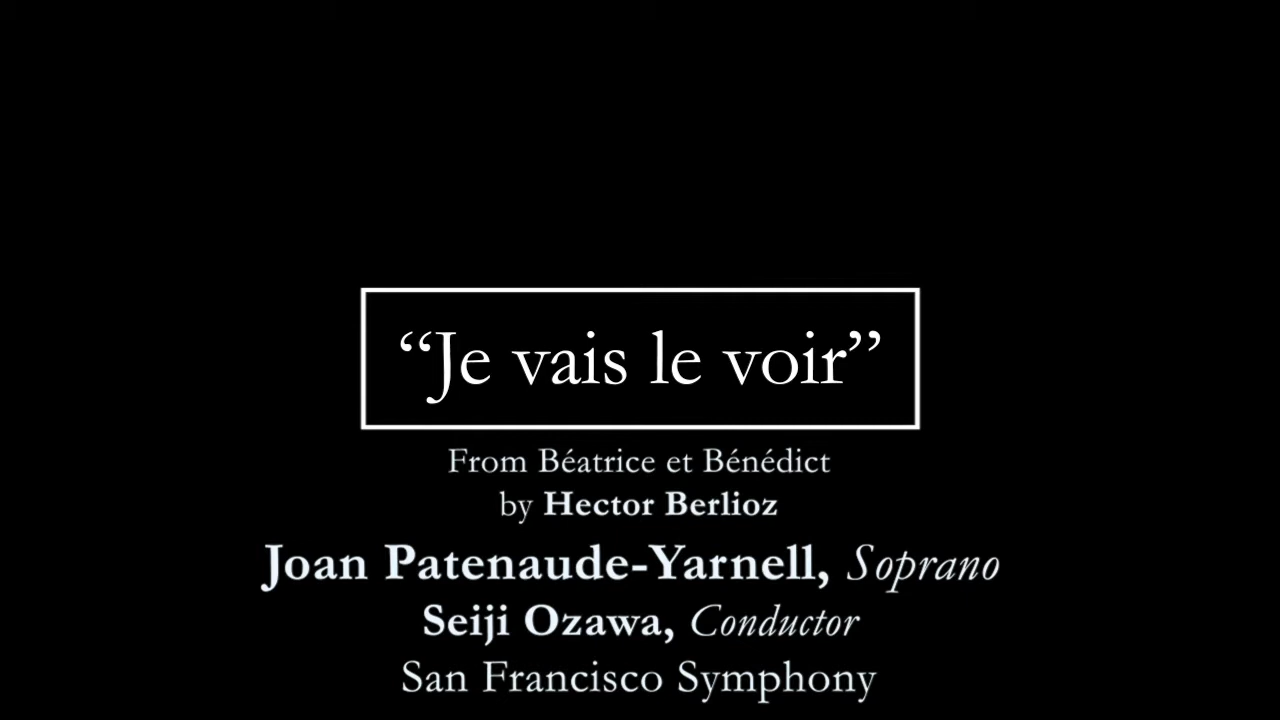 “Je vais le voir”
From Béatrice et Bénédict
by Hector Berlioz
Joan Patenaude-Yarnell, Soprano
Seiji Ozawa, Conductor
San Francisco Symphony